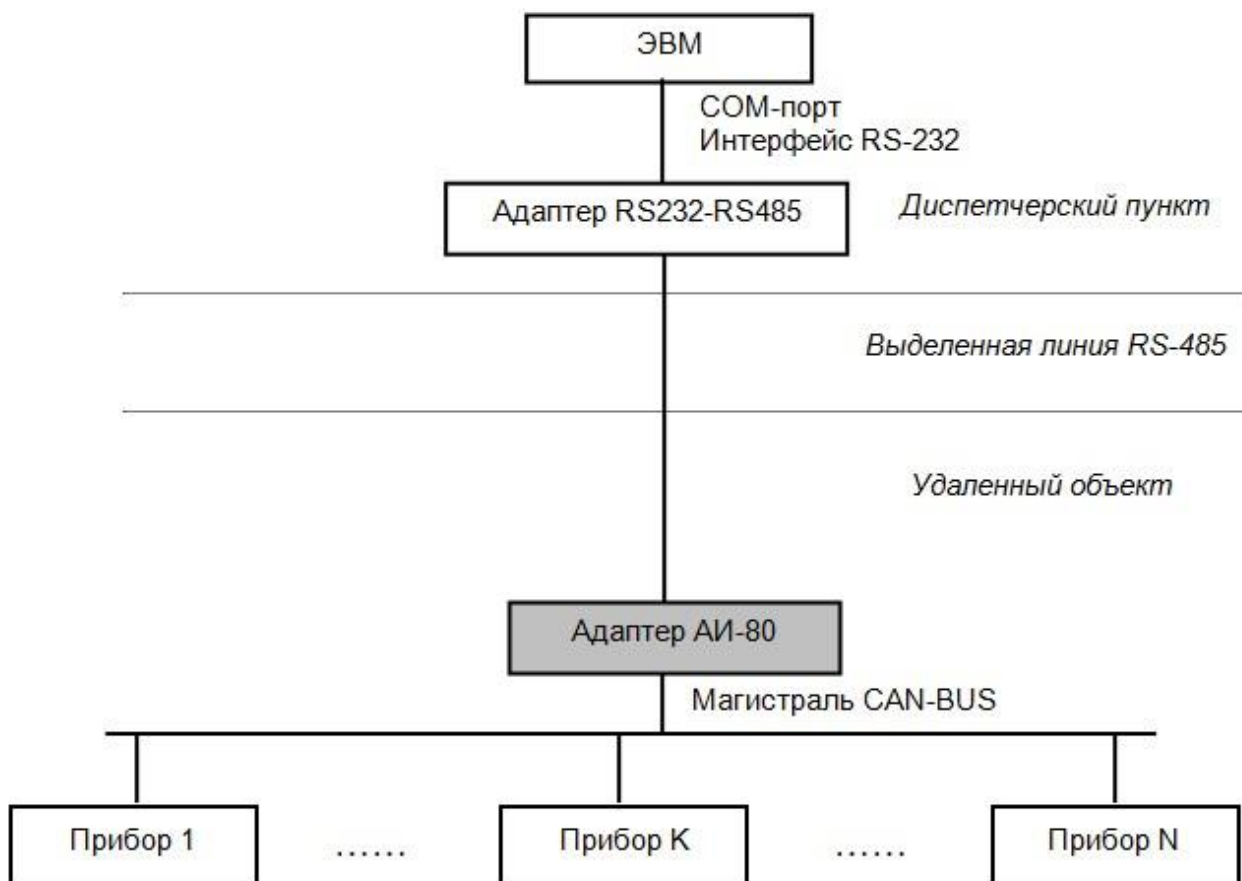 ЭВМ
COM-порт
Интерфейс RS-232
Адаптер RS232-RS485
Диспетчерский пункт
Выделенная линия RS-485
Удаленный объект
Адаптер АИ-80
Магистраль CAN-BUS
Прибор 1
......
Прибор K
......
Прибор N